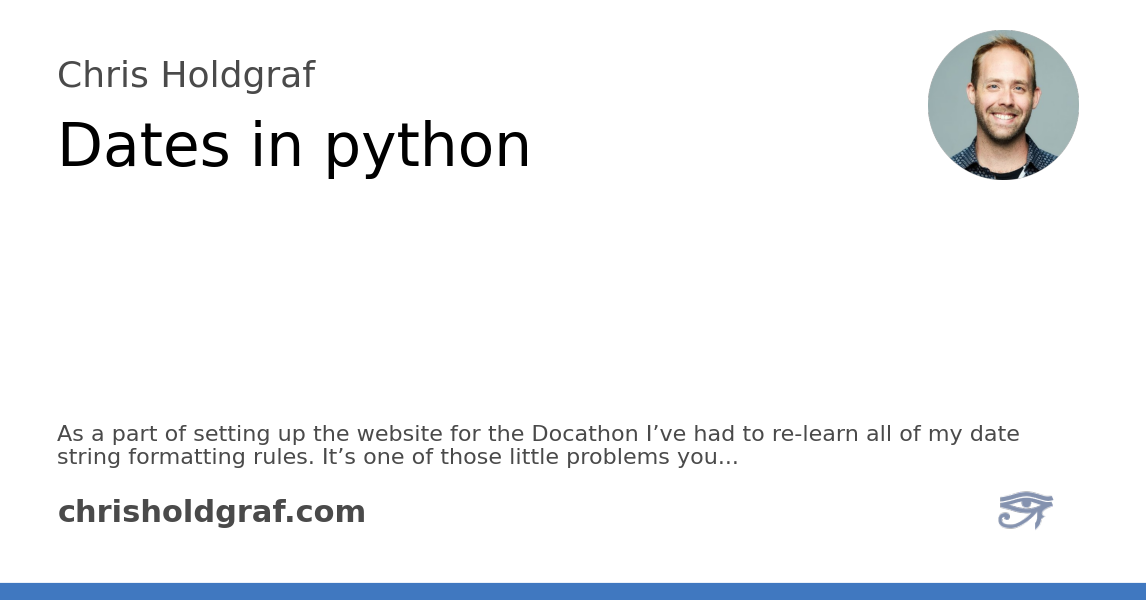 Chris Holdgraf
Dates in python
As a part of setting up the website for the Docathon I’ve had to re-learn all of my date
string formatting rules. It’s one of those little problems you...
chrisholdgraf.com